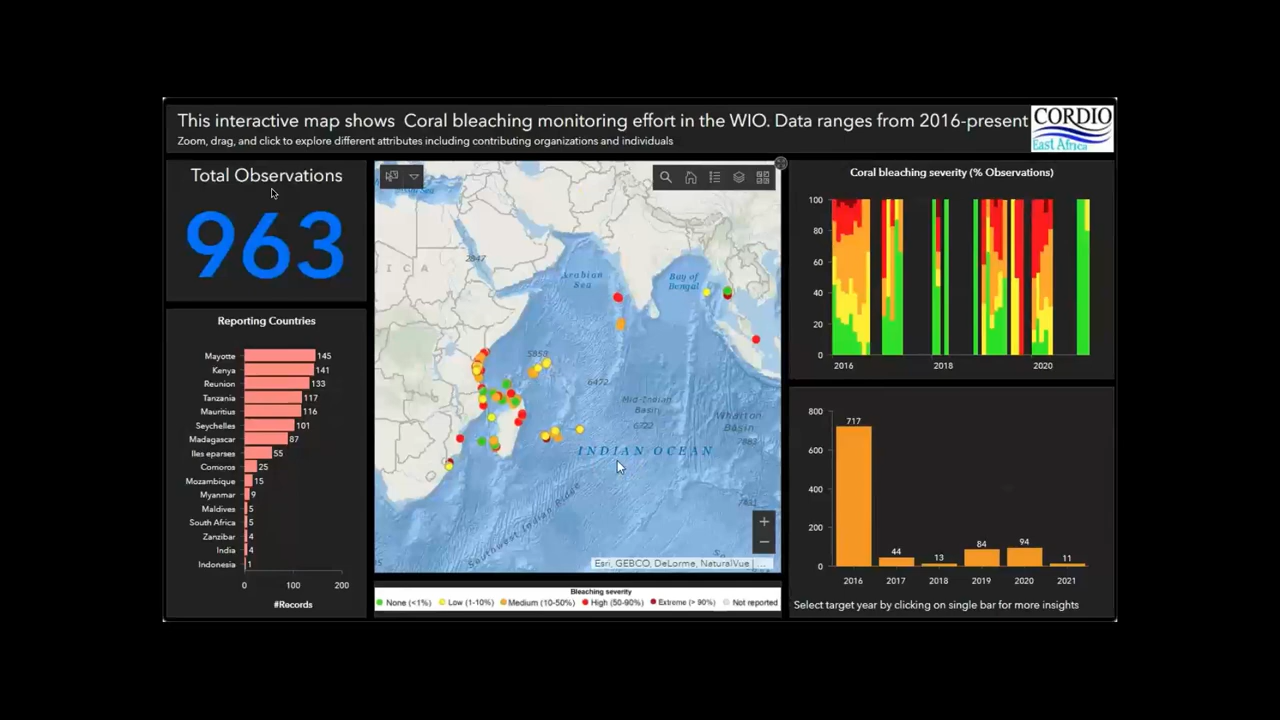 This interactive map shows  Coral bleaching monitoring effort in the WIO. Data ranges from 2016-present
Zoom, drag, and click to explore different attributes including contributing organizations and individuals
CORDIO
East Africa
Total Observations
963
Reporting Countries
Mayotte 145
Kenya 141
Reunion 133
Tanzania 117
Mauritius 116
Seychelles 101
Madagascar 87
Iles eparses 55
Comoros 25
Mozambique 15
Myanmar 9
Maldives 5
South Africa 5
Zanzibar 4
India 4
Indonesia 1
0 100 200
#Records
2847
I C A
Arabian
Sea
Bay of
Bengal
5858
6472
Mid-Indian
Basin
6722
Wharton
Basin
7883
INDIAN OCEAN
Southwest Indian Ridge
+
−
Esri, GEBCO, DeLorme, NaturalVue | ...
Bleaching severity
None (<1%) Low (1-10%) Medium (10-50%) High (50-90%) Extreme (> 90%) Not reported
Coral bleaching severity (% Observations)
100
80
60
40
20
0
2016 2018 2020
800
600
400
200
0
717 44 13 84 94 11
2016 2017 2018 2019 2020 2021
Select target year by clicking on single bar for more insights